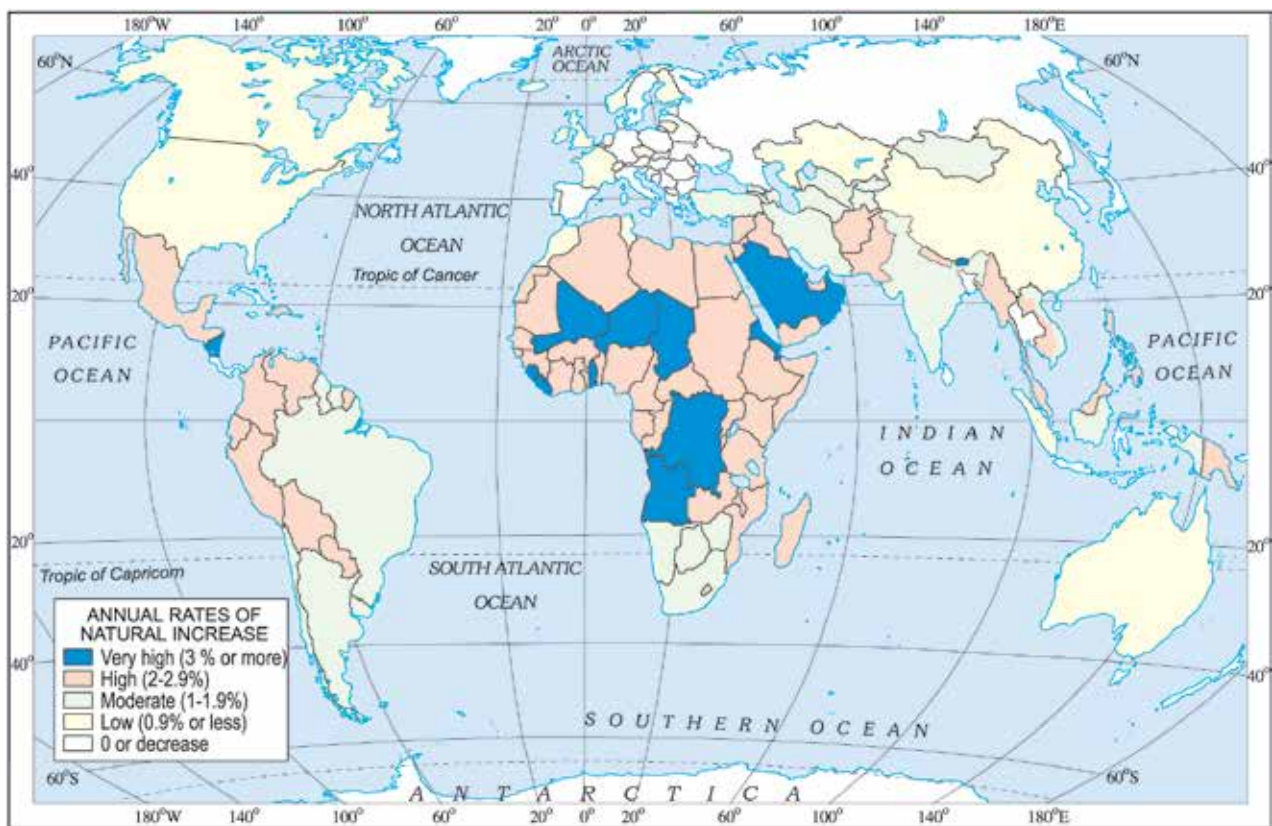 180°W 140° 100° 60° 20° 0° 20° 60° 100° 140° 180°E
ARCTIC
OCEAN
60°N
60°N
40°
40°
NORTH ATLANTIC
OCEAN
Tropic of Cancer
20°
20°
PACIFIC
OCEAN
PACIFIC
OCEAN
0°
0°
INDIAN
OCEAN
20°
20°
Tropic of Capricorn
SOUTH ATLANTIC
OCEAN
ANNUAL RATES OF
NATURAL INCREASE
Very high (3 % or more)
High (2-2.9%)
Moderate (1-1.9%)
Low (0.9% or less)
0 or decrease
40°
40°
SOUTHERN OCEAN
60°S
60°S
ANTARCTICA
180°W 140° 100° 60° 20° 0° 20° 60° 100° 140° 180°E